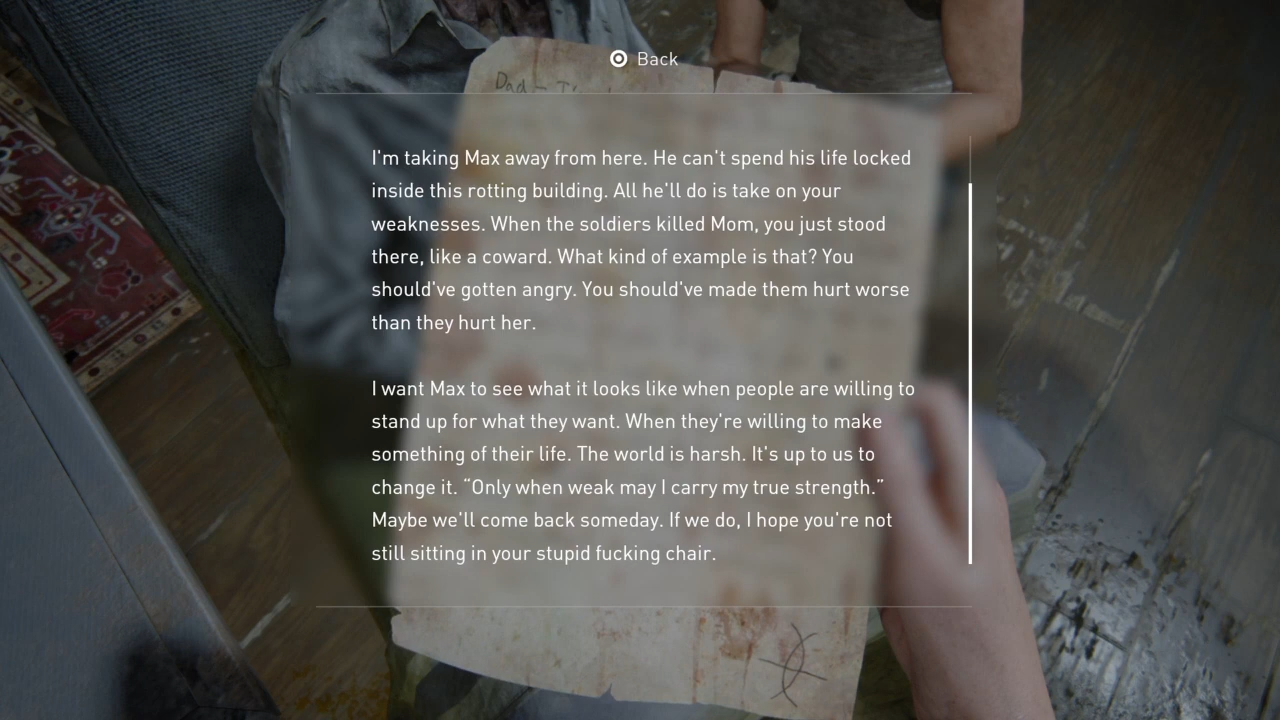 Back
Dad-
I'm taking Max away from here. He can't spend his life locked
inside this rotting building. All he'll do is take on your
weaknesses. When the soldiers killed Mom, you just stood
there, like a coward. What kind of example is that? You
should've gotten angry. You should've made them hurt worse
than they hurt her.
I want Max to see what it looks like when people are willing to
stand up for what they want. When they're willing to make
something of their life. The world is harsh. It's up to us to
change it. “Only when weak may I carry my true strength.”
Maybe we'll come back someday. If we do, I hope you're not
still sitting in your stupid fucking chair.